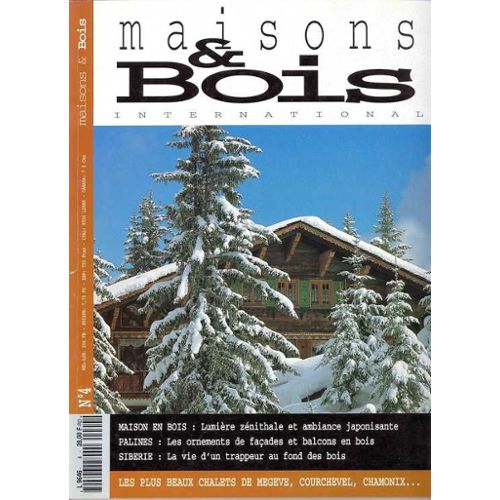 maisons
&
Bois
INTERNATIONAL
MAISON EN BOIS : Lumière zénithale et ambiance japonisante
PALINES : Les ornements de façades et balcons en bois
SIBERIE : La vie d'un trappeur au fond des bois
LES PLUS BEAUX CHALETS DE MEGEVE, COURCHEVEL, CHAMONIX...
maisons & Bois
N°4